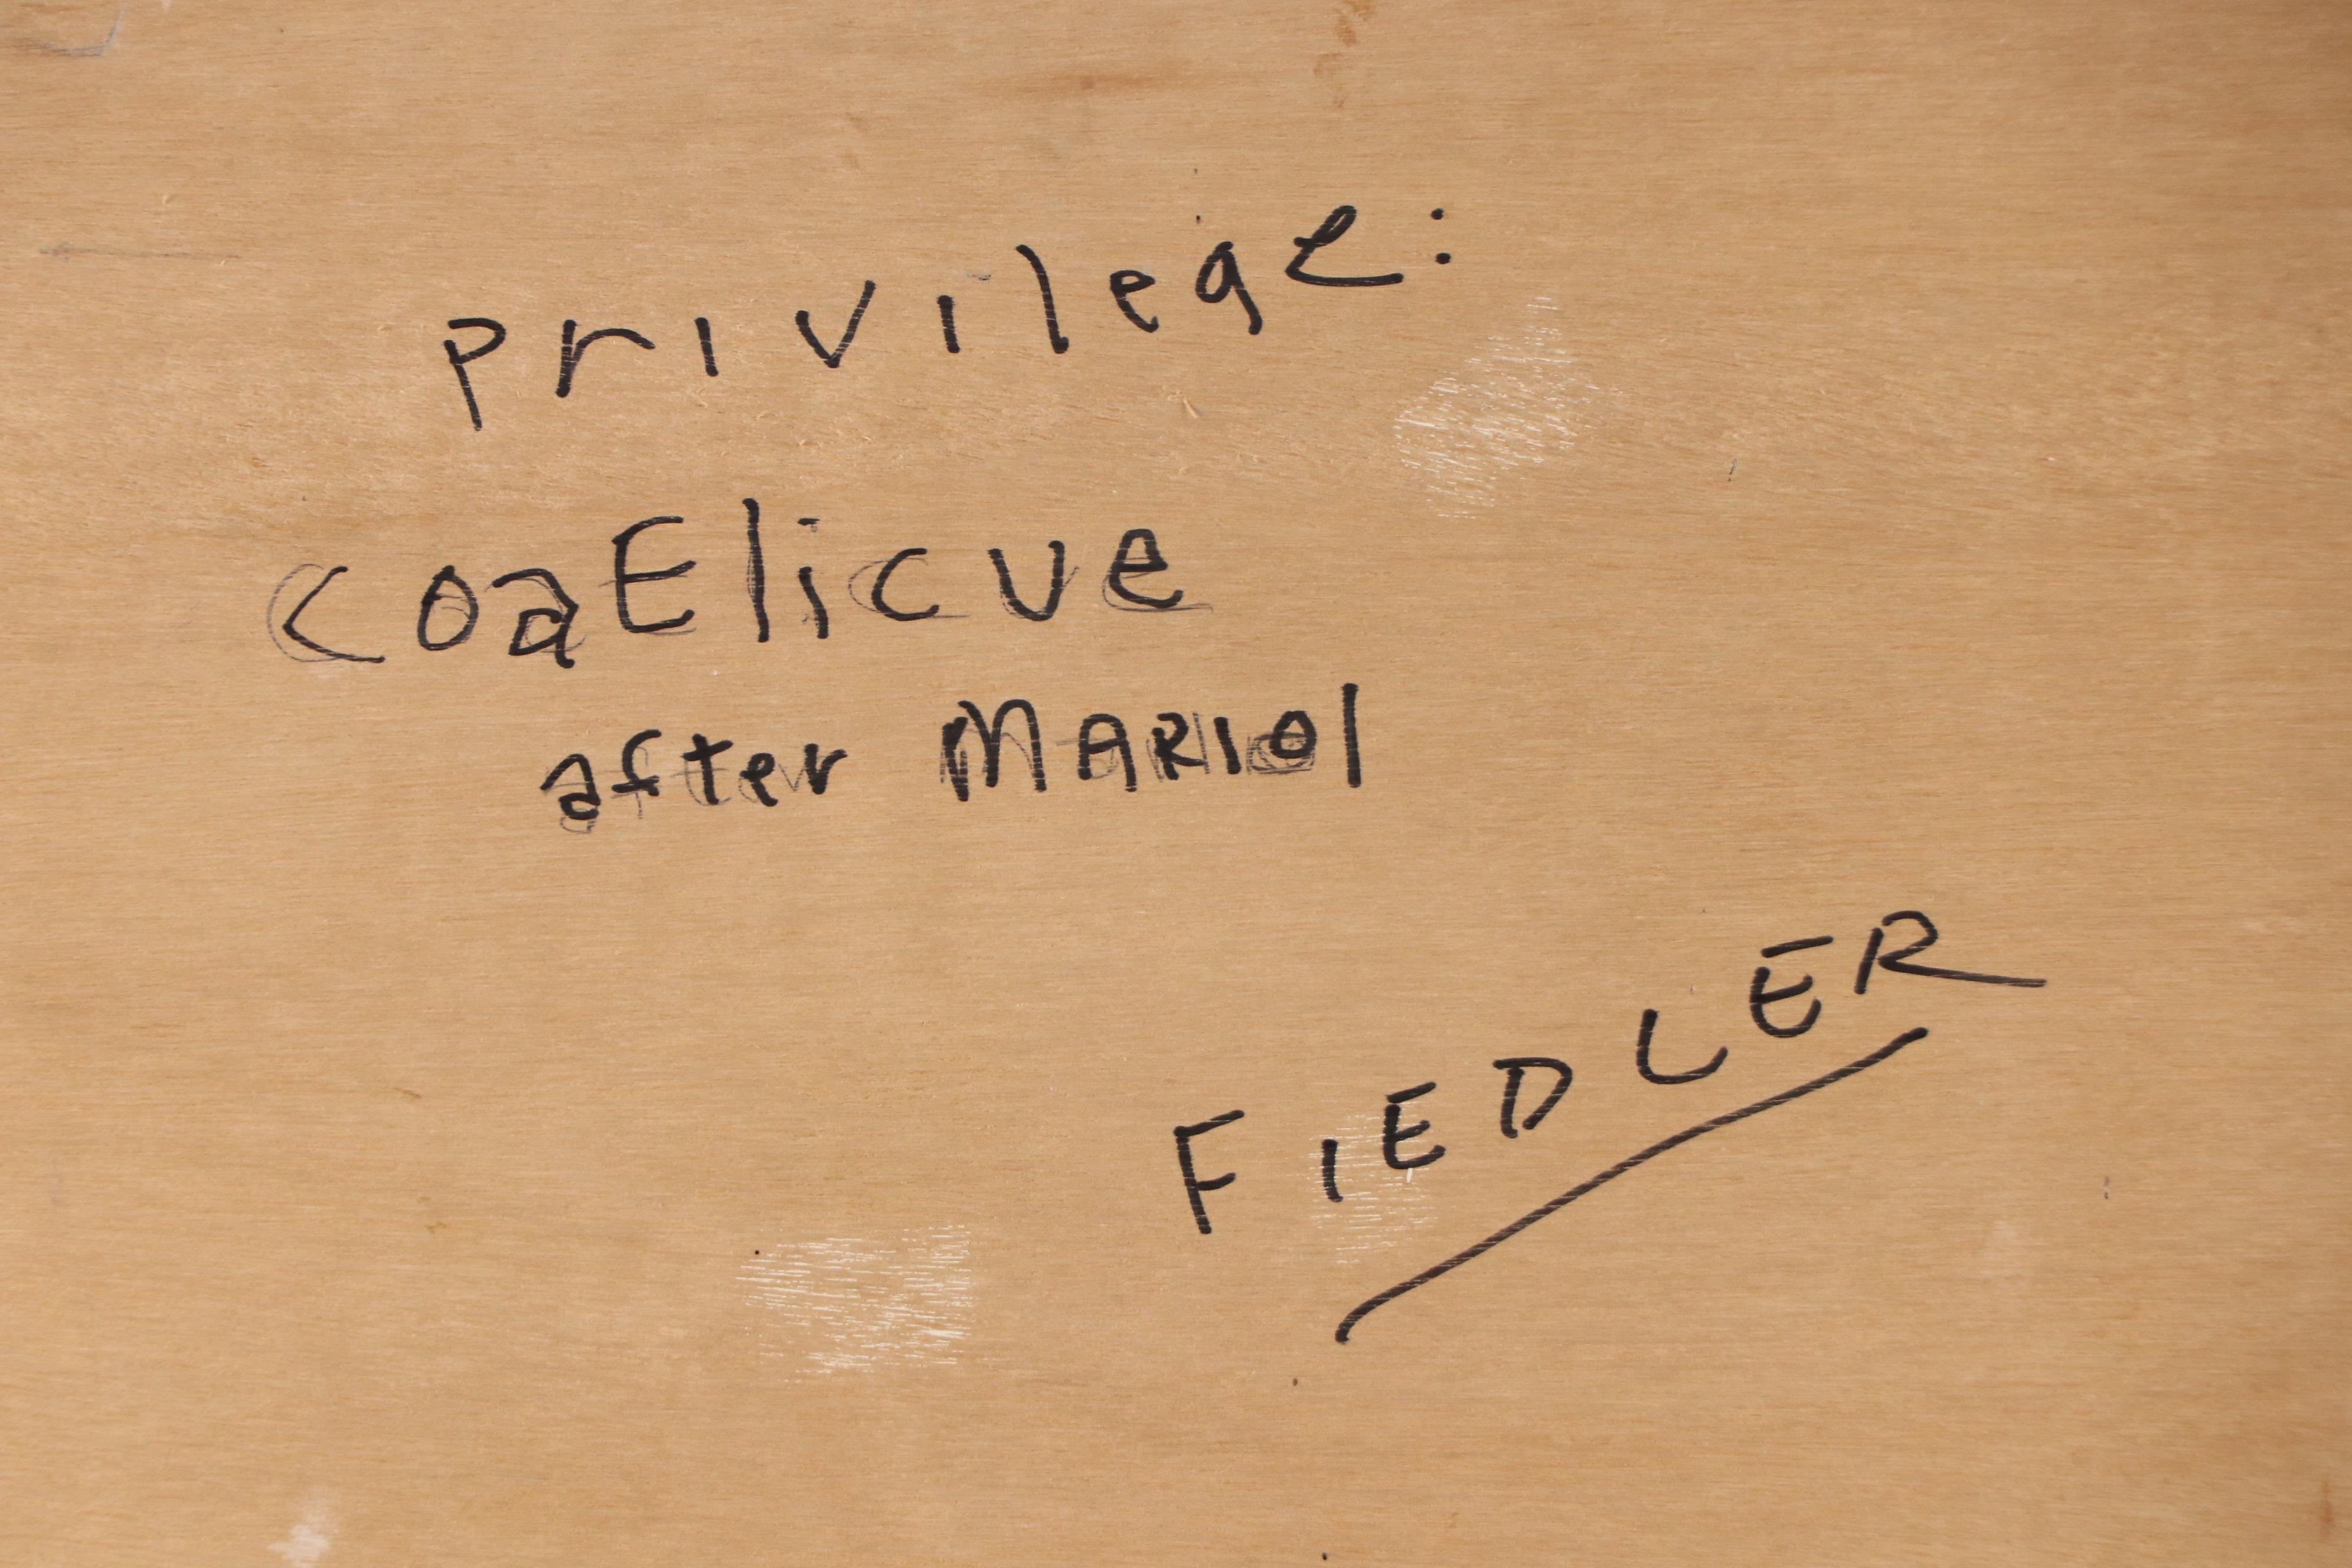 privilege:
coaElicue
after MARIOl
FIEDLER